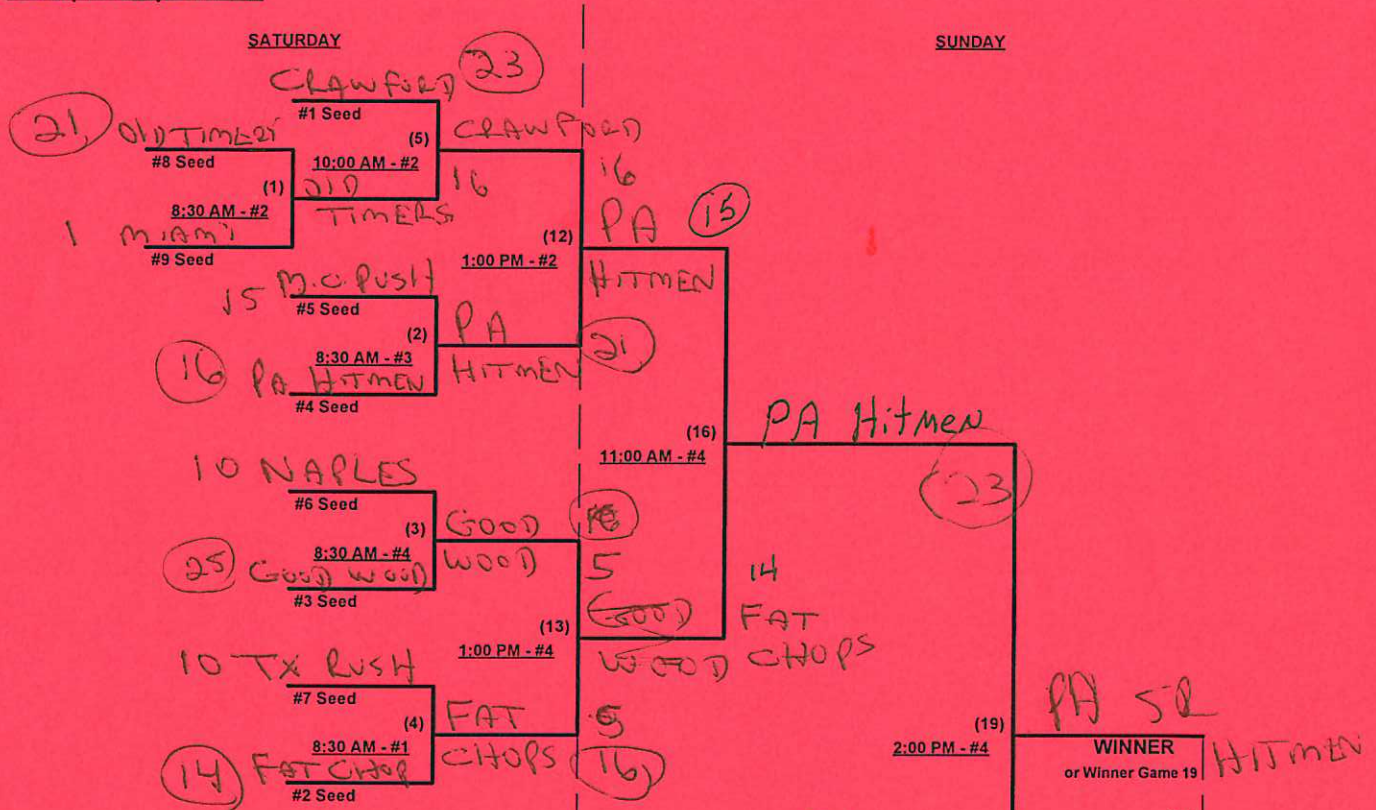 SATURDAY
SUNDAY
CRAWFORD 23
#1 Seed
21 OLD TIMERS
#8 Seed
(5)
10:00 AM - #2
CRAWFORD
16
(1)
8:30 AM - #2
OLD
TIMERS
16
1 MIAMI
#9 Seed
(12)
1:00 PM - #2
PA 15
HITMEN
15 M.C. PUSH
#5 Seed
(2)
8:30 AM - #3
PA
HITMEN
21
16 PA HITMEN
#4 Seed
(16)
11:00 AM - #4
PA Hitmen
23
10 NAPLES
#6 Seed
(3)
8:30 AM - #4
GOOD
WOOD
5
25 GOOD WOOD
#3 Seed
(13)
1:00 PM - #4
GOOD
WOOD
14
FAT
CHOPS
10 TX RUSH
#7 Seed
(4)
8:30 AM - #1
FAT
CHOPS
5
16
14 FAT CHOP
#2 Seed
(19)
2:00 PM - #4
PA SR
HITMEN
WINNER
or Winner Game 19